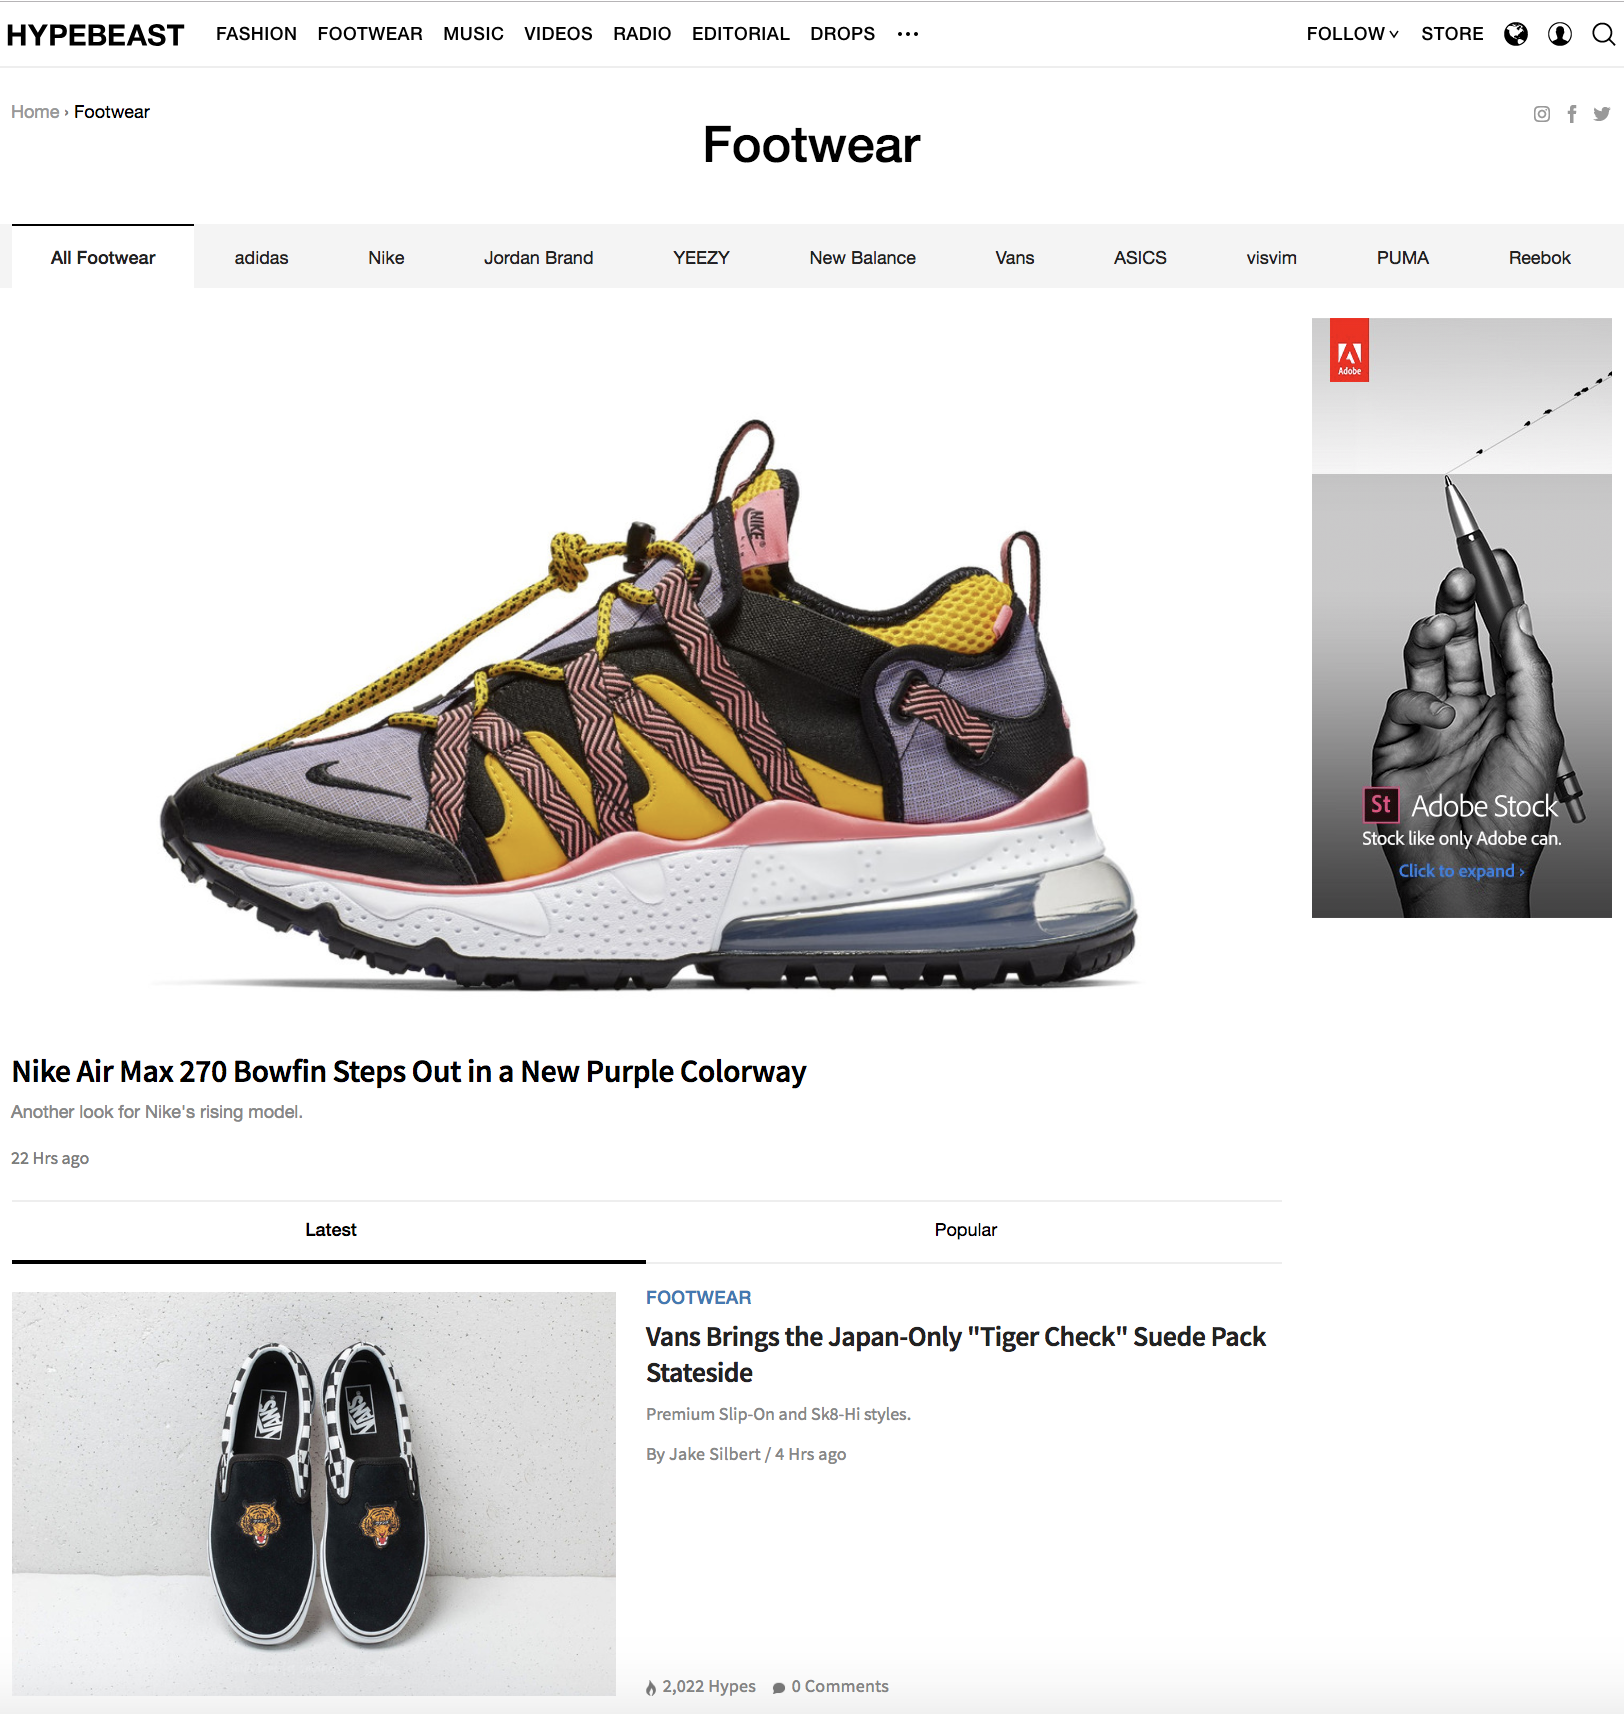 HYPEBEAST FASHION FOOTWEAR MUSIC VIDEOS RADIO EDITORIAL DROPS ••• FOLLOW STORE
Home › Footwear
Footwear
All Footwear adidas Nike Jordan Brand YEEZY New Balance Vans ASICS visvim PUMA Reebok
NIKE
Adobe
St Adobe Stock
Stock like only Adobe can.
Click to expand ›
Nike Air Max 270 Bowfin Steps Out in a New Purple Colorway
Another look for Nike's rising model.
22 Hrs ago
Latest Popular
VANS VANS
FOOTWEAR
Vans Brings the Japan-Only "Tiger Check" Suede Pack
Stateside
Premium Slip-On and Sk8-Hi styles.
By Jake Silbert / 4 Hrs ago
2,022 Hypes 0 Comments